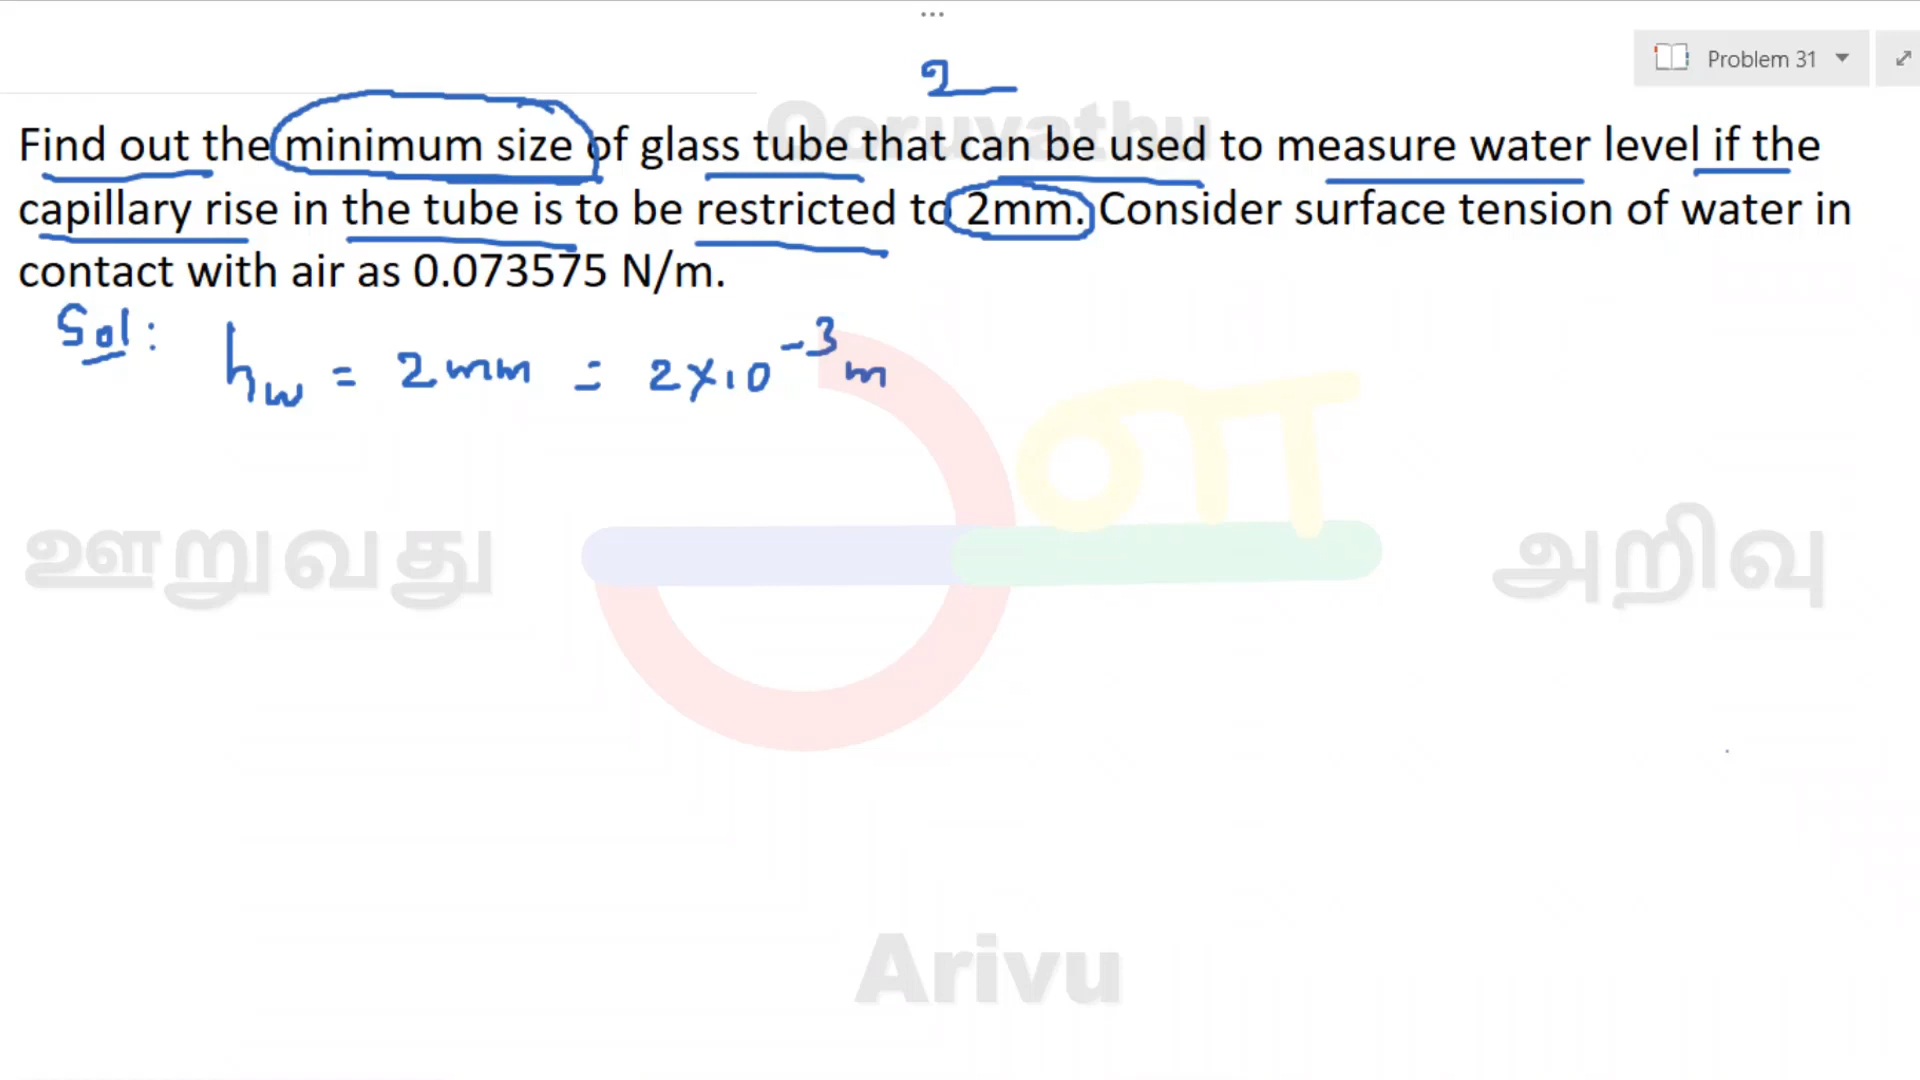 Problem 31
2
Ooruvathu
Find out the minimum size of glass tube that can be used to measure water level if the
capillary rise in the tube is to be restricted to 2mm. Consider surface tension of water in
contact with air as 0.073575 N/m.
Sol:
hw = 2mm = 2×10⁻³ m
ஊறுவது
அறிவு
Arivu